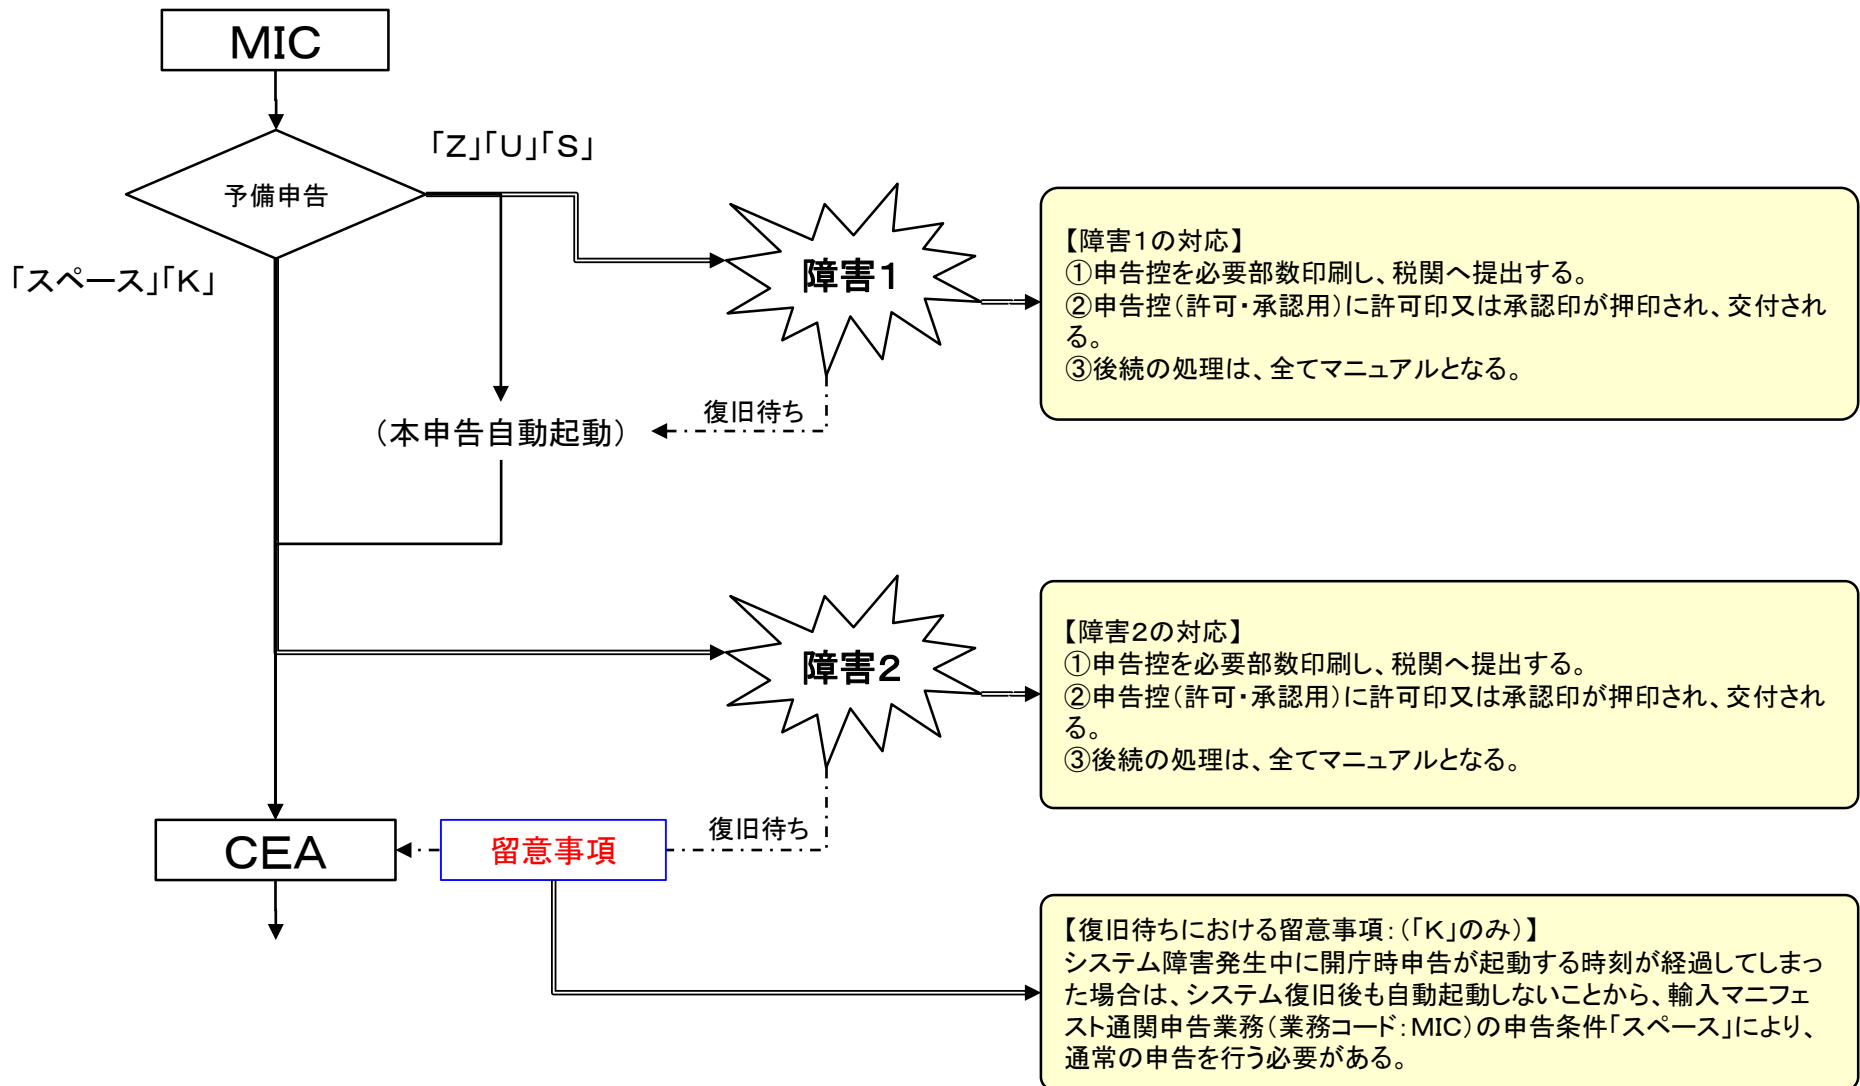 MIC
「Z」「U」「S」
予備申告
「スペース」「K」
障害1
【障害1の対応】
①申告控を必要部数印刷し、税関へ提出する。
②申告控(許可・承認用)に許可印又は承認印が押印され、交付され
る。
③後続の処理は、全てマニュアルとなる。
復旧待ち
(本申告自動起動)
障害2
【障害2の対応】
①申告控を必要部数印刷し、税関へ提出する。
②申告控(許可・承認用)に許可印又は承認印が押印され、交付され
る。
③後続の処理は、全てマニュアルとなる。
復旧待ち
CEA
留意事項
【復旧待ちにおける留意事項:(「K」のみ)】
システム障害発生中に開庁時申告が起動する時刻が経過してしまっ
た場合は、システム復旧後も自動起動しないことから、輸入マニフェ
スト通関申告業務(業務コード:MIC)の申告条件「スペース」により、
通常の申告を行う必要がある。